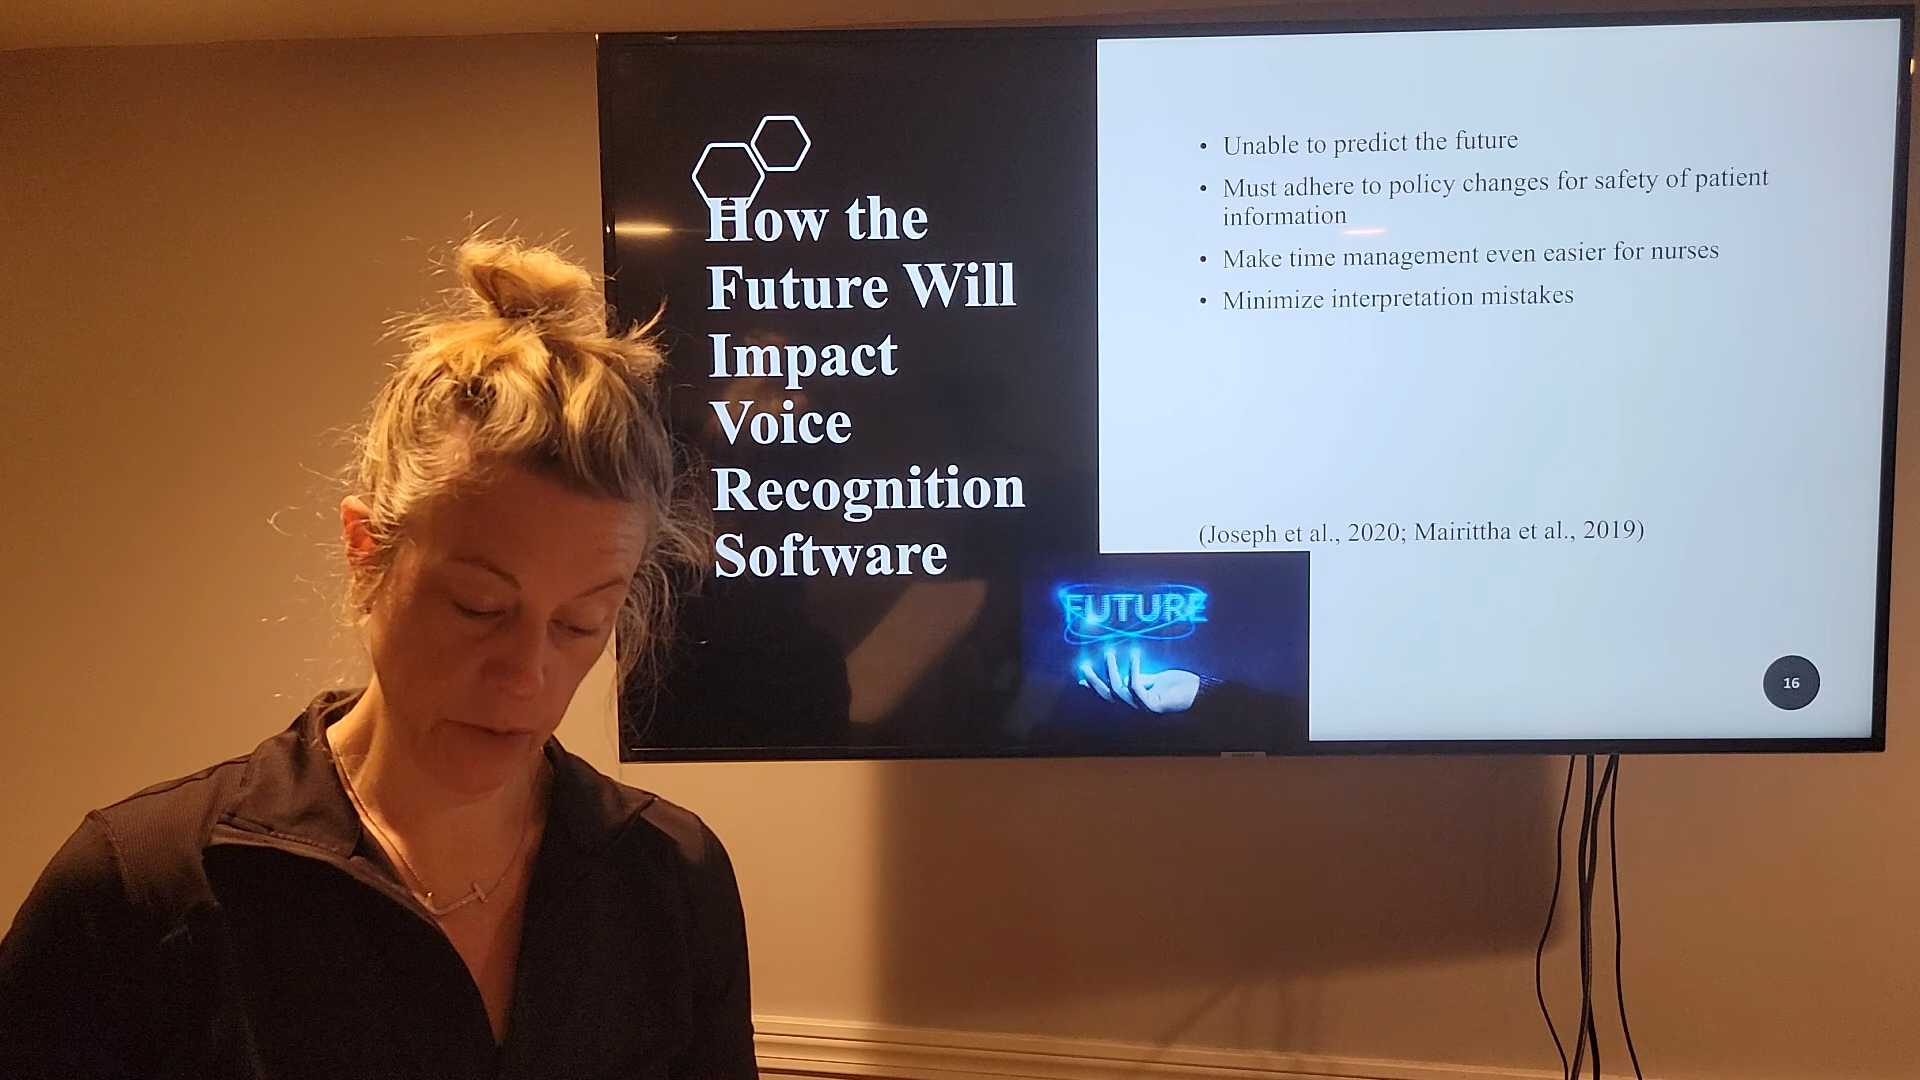 How the
Future Will
Impact
Voice
Recognition
Software
• Unable to predict the future
• Must adhere to policy changes for safety of patient
information
• Make time management even easier for nurses
• Minimize interpretation mistakes
(Joseph et al., 2020; Mairittha et al., 2019)
FUTURE
16